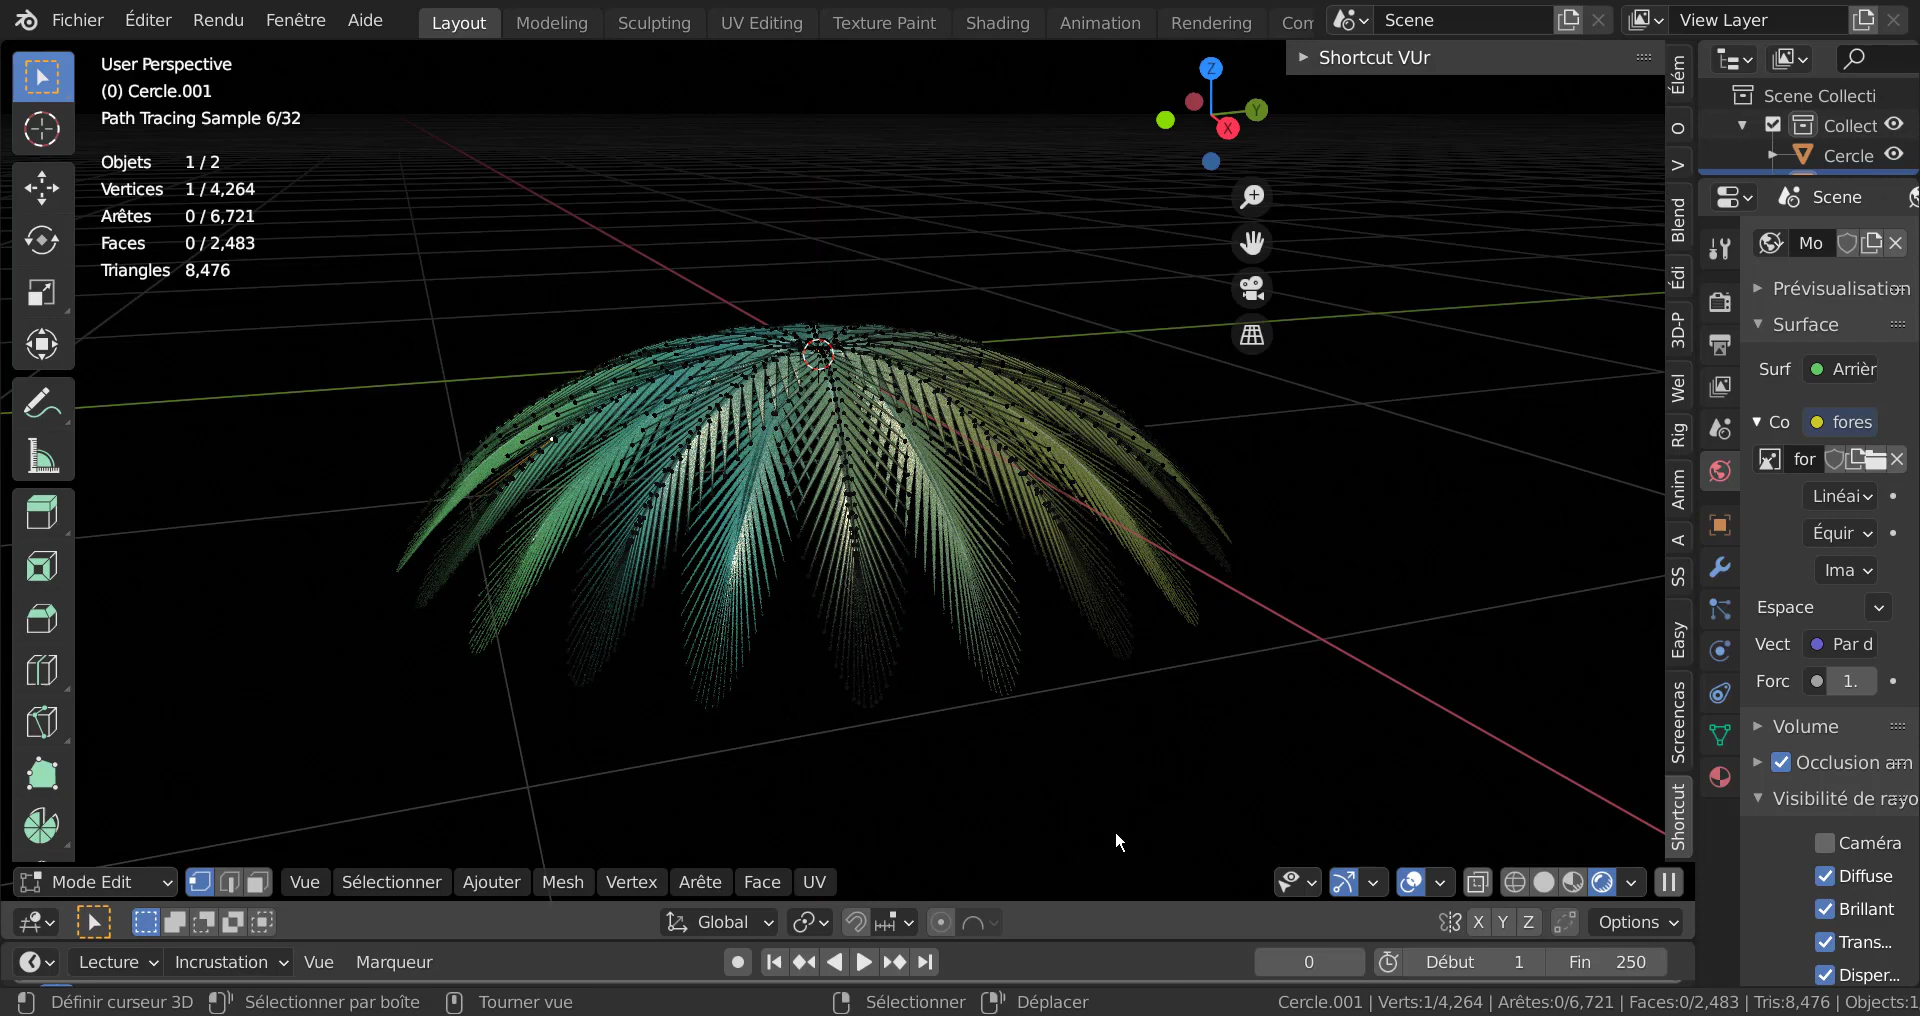 Fichier Éditer Rendu Fenêtre Aide Layout Modeling Sculpting UV Editing Texture Paint Shading Animation Rendering Scene View Layer
User Perspective
(0) Cercle.001
Path Tracing Sample 6/32
Objets 1 / 2
Vertices 1 / 4,264
Arêtes 0 / 6,721
Faces 0 / 2,483
Triangles 8,476
Z
Y
X
Shortcut VUr
Élém
O
V
Blend
Édi
3D-P
Wel
Rig
Anim
A
SS
Easy
Screencas
Shortcut
Scene Collecti
Collect
Cercle
Scene
Mo
Prévisualisation
Surface
Surf Arrièr
Co fores
for
Linéai
Équir
Ima
Espace
Vect Par d
Forc 1.
Volume
Occlusion am
Visibilité de rayo
Caméra
Diffuse
Brillant
Trans...
Disper...
Mode Edit Vue Sélectionner Ajouter Mesh Vertex Arête Face UV
Global X Y Z Options
Lecture Incrustation Vue Marqueur 0 Début 1 Fin 250
Définir curseur 3D Sélectionner par boîte Tourner vue Sélectionner Déplacer Cercle.001 | Verts:1/4,264 | Arêtes:0/6,721 | Faces:0/2,483 | Tris:8,476 | Objects:1